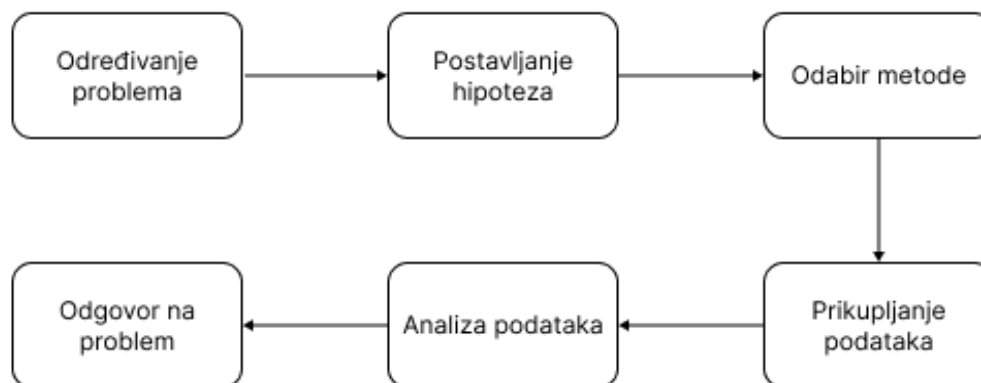 Određivanje
problema
Postavljanje
hipoteza
Odabir metode
Prikupljanje
podataka
Analiza podataka
Odgovor na
problem